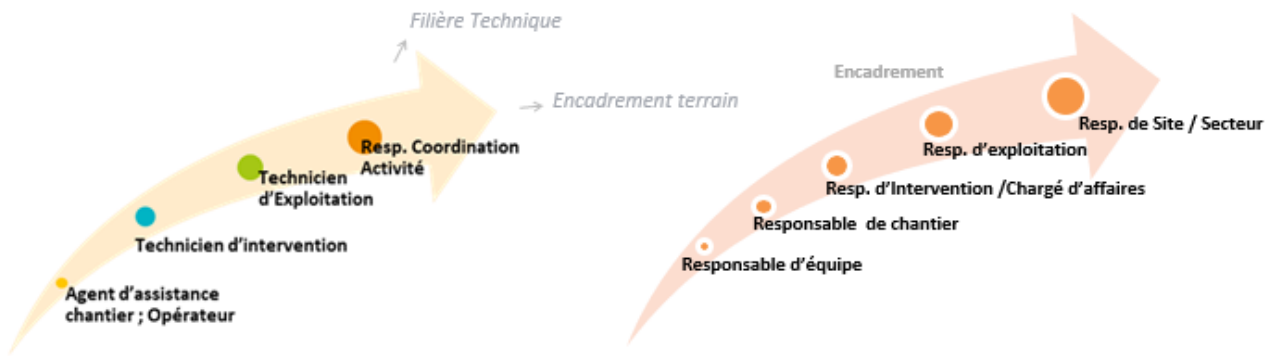 Filière Technique
Encadrement terrain
Resp. Coordination
Activité
Technicien
d’Exploitation
Technicien d’intervention
Agent d’assistance
chantier ; Opérateur
Encadrement
Resp. de Site / Secteur
Resp. d’exploitation
Resp. d’Intervention /Chargé d’affaires
Responsable de chantier
Responsable d’équipe